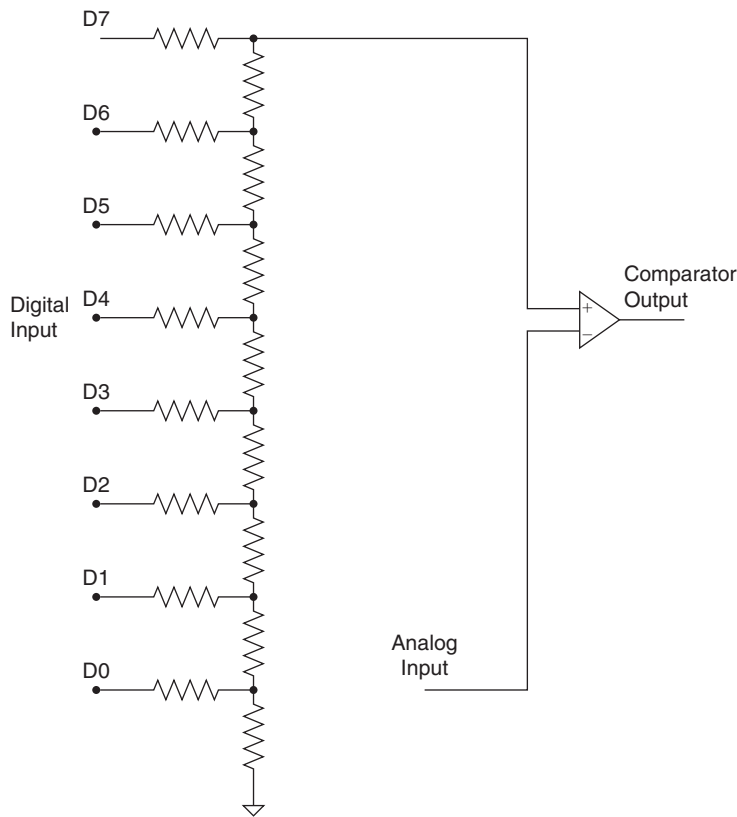 D7
D6
D5
Digital
Input
D4
Comparator
Output
+
−
D3
D2
D1
Analog
Input
D0